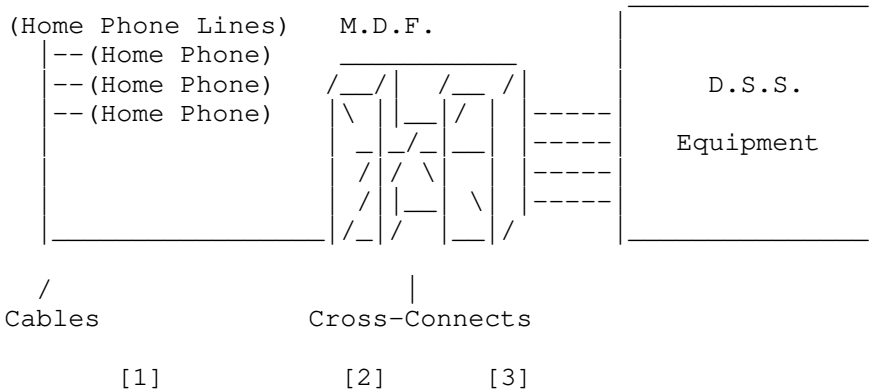 (Home Phone Lines) M.D.F.
|--(Home Phone)
|--(Home Phone) D.S.S.
|--(Home Phone)
Equipment
Cables Cross-Connects
[1] [2] [3]